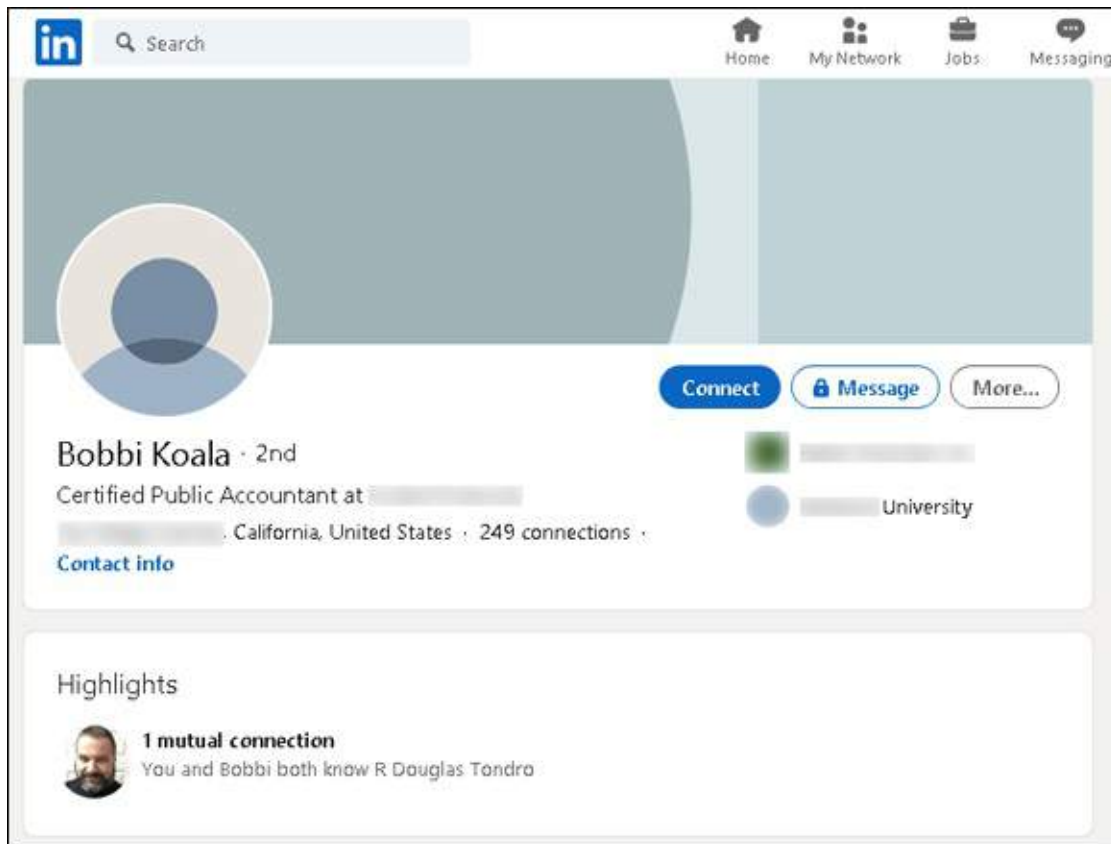 in
Search
Home
My Network
Jobs
Messaging
Connect
Message
More...
Bobbi Koala · 2nd
Certified Public Accountant at
, California, United States · 249 connections ·
Contact info
University
Highlights
1 mutual connection
You and Bobbi both know R Douglas Tondro